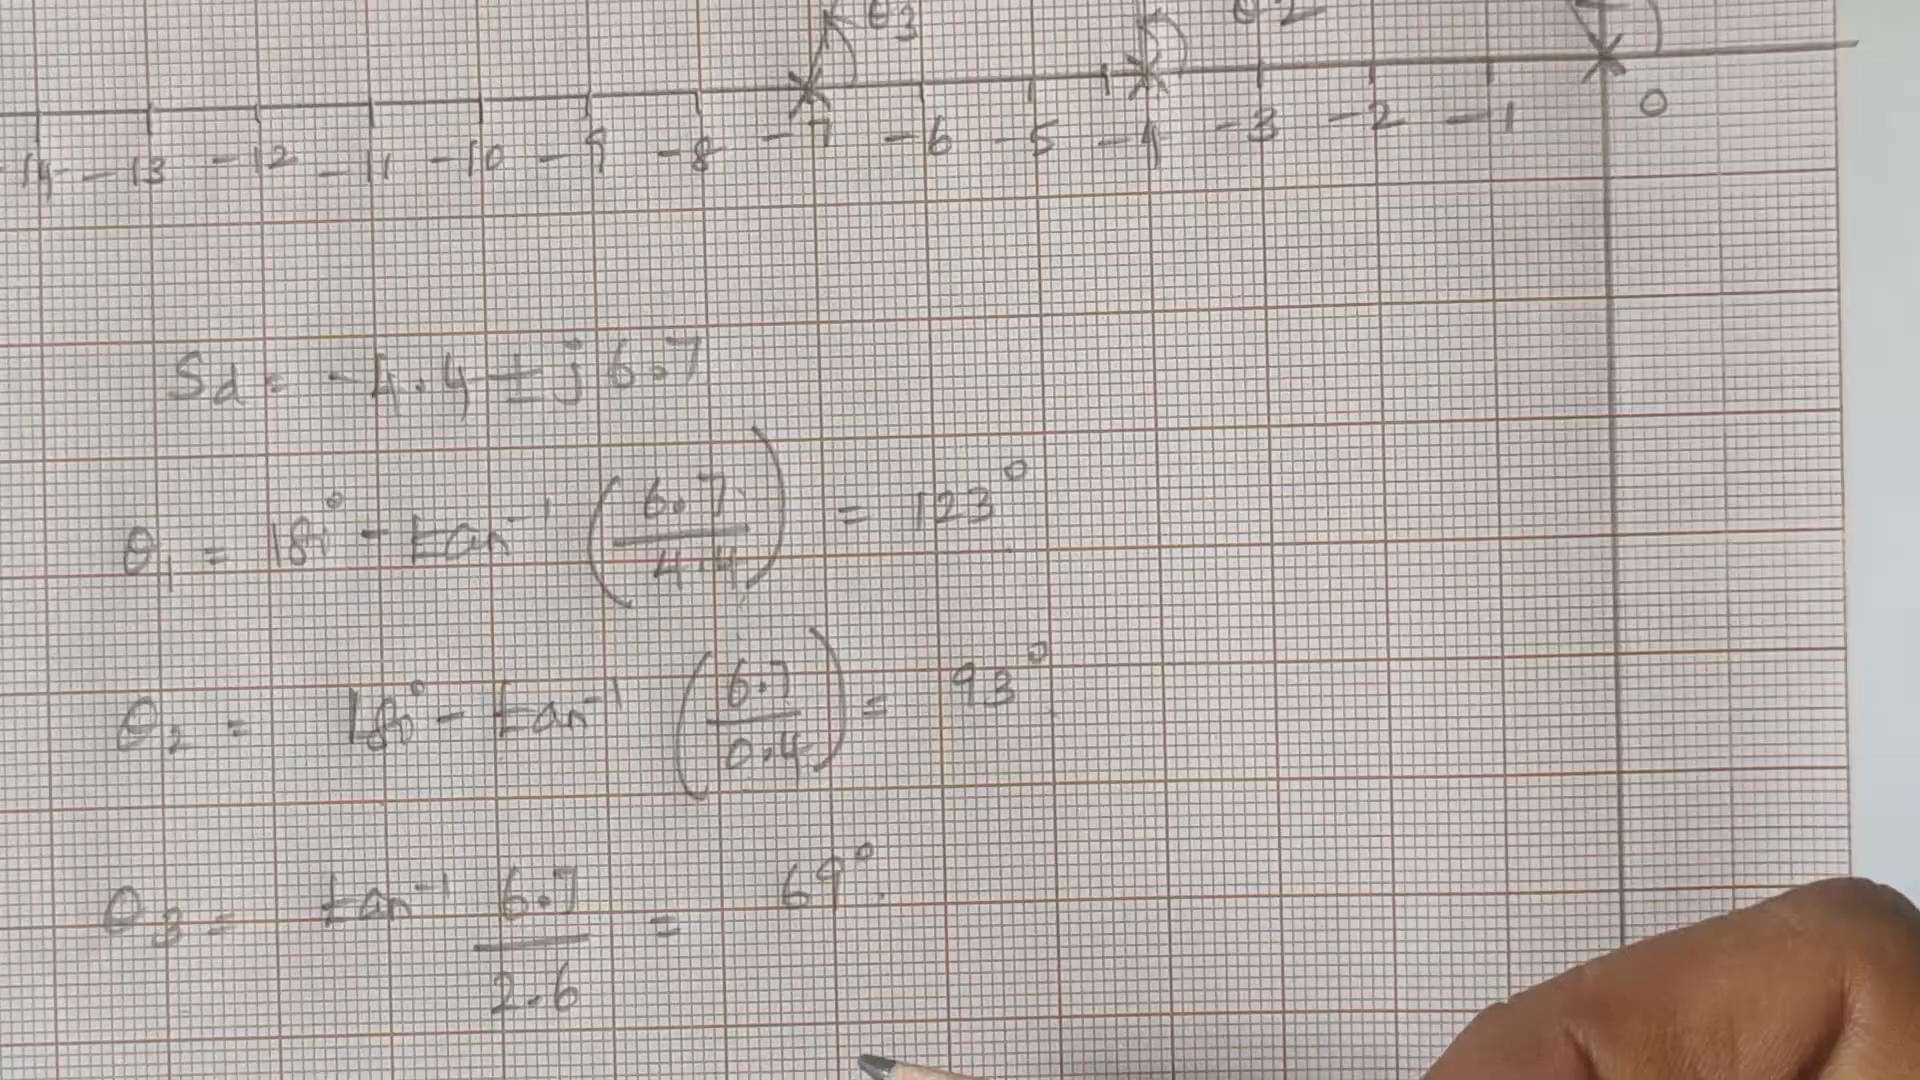 θ3 θ2
-14 -13 -12 -11 -10 -9 -8 -7 -6 -5 -4 -3 -2 -1 0
Sd = -4.4 ± j6.7
θ1 = 180° - tan⁻¹ (6.7/4.4) = 123°
θ2 = 180° - tan⁻¹ (6.7/0.4) = 93°
θ3 = tan⁻¹ 6.7/2.6 = 69°.